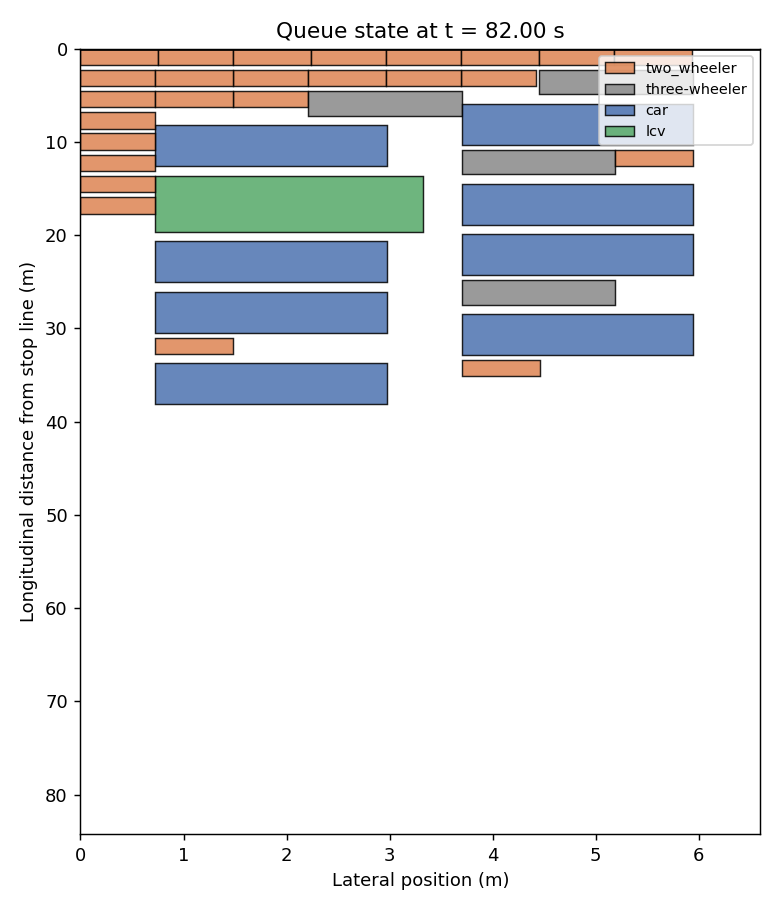 Queue state at t = 82.00 s
two_wheeler
three-wheeler
car
lcv
0
10
20
30
40
50
60
70
80
Longitudinal distance from stop line (m)
0 1 2 3 4 5 6
Lateral position (m)